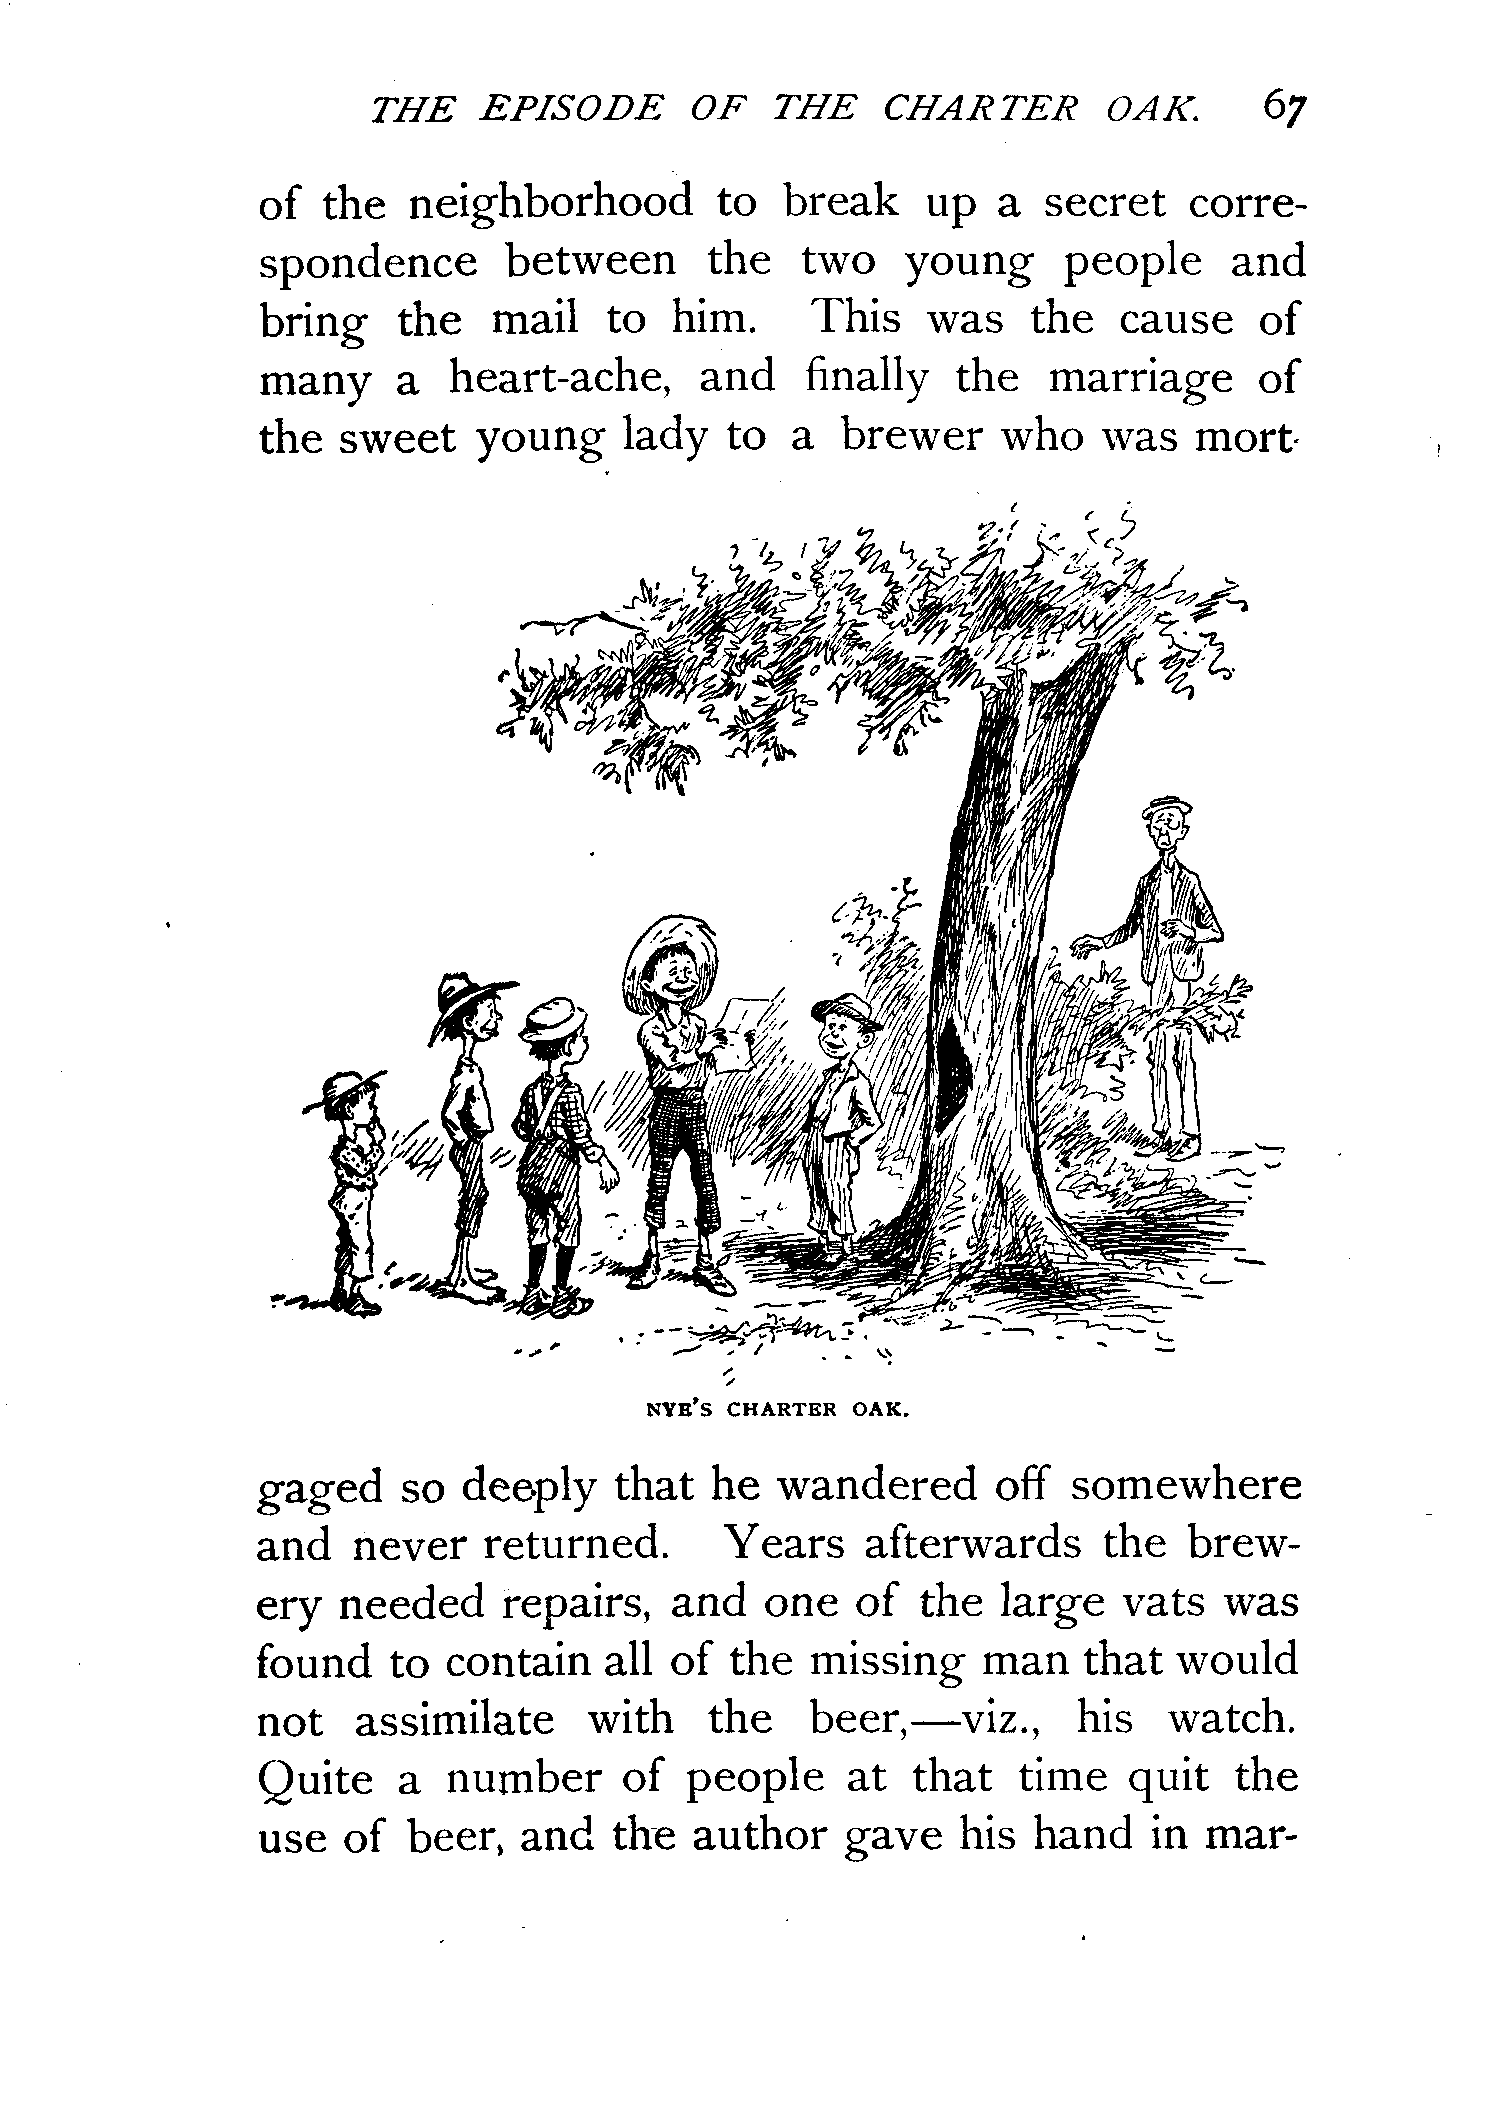 THE EPISODE OF THE CHARTER OAK. 67
of the neighborhood to break up a secret corre-
spondence between the two young people and
bring the mail to him. This was the cause of
many a heart-ache, and finally the marriage of
the sweet young lady to a brewer who was mort-
NYE'S CHARTER OAK.
gaged so deeply that he wandered off somewhere
and never returned. Years afterwards the brew-
ery needed repairs, and one of the large vats was
found to contain all of the missing man that would
not assimilate with the beer,—viz., his watch.
Quite a number of people at that time quit the
use of beer, and the author gave his hand in mar-